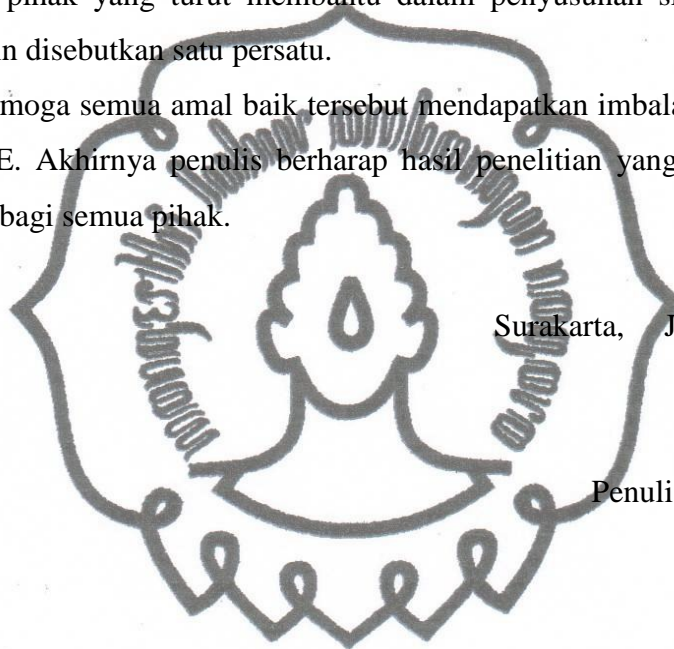 pihak yang turut membantu dalam penyusunan
n disebutkan satu persatu.
moga semua amal baik tersebut mendapatkan
E. Akhirnya penulis berharap hasil penelitian yang
bagi semua pihak.
Surakarta, J
Penuli